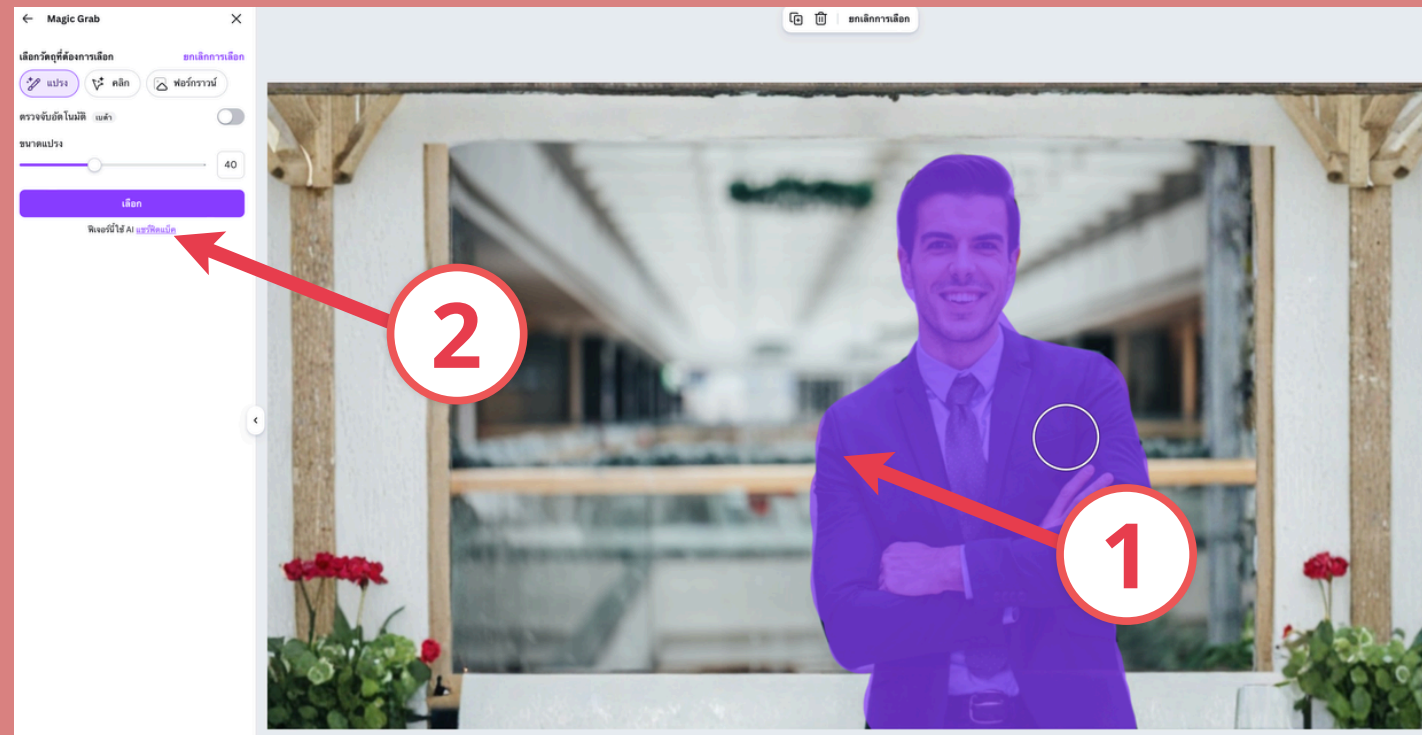 Magic Grab
เลือกวัตถุที่ต้องการเลือก ยกเลิกการเลือก
แปรง คลิก ฟอร์กราวน์
ตรวจจับอัตโนมัติ เบต้า
ขนาดแปรง
40
เลือก
ฟีเจอร์นี้ใช้ AI แชร์ฟีดแบ็ค
ยกเลิกการเลือก
2
1